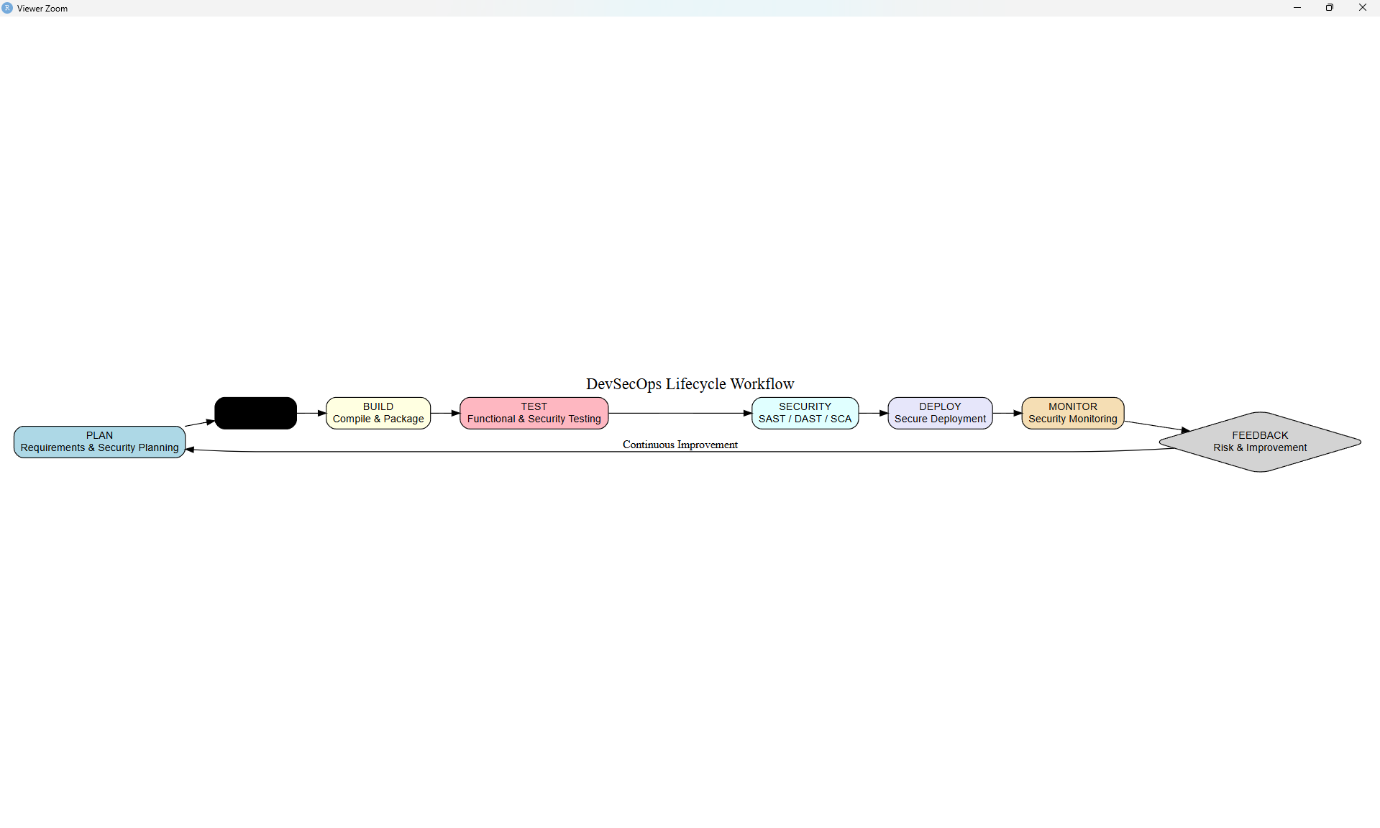 Viewer Zoom
DevSecOps Lifecycle Workflow
PLAN
Requirements & Security Planning
BUILD
Compile & Package
TEST
Functional & Security Testing
SECURITY
SAST / DAST / SCA
DEPLOY
Secure Deployment
MONITOR
Security Monitoring
FEEDBACK
Risk & Improvement
Continuous Improvement